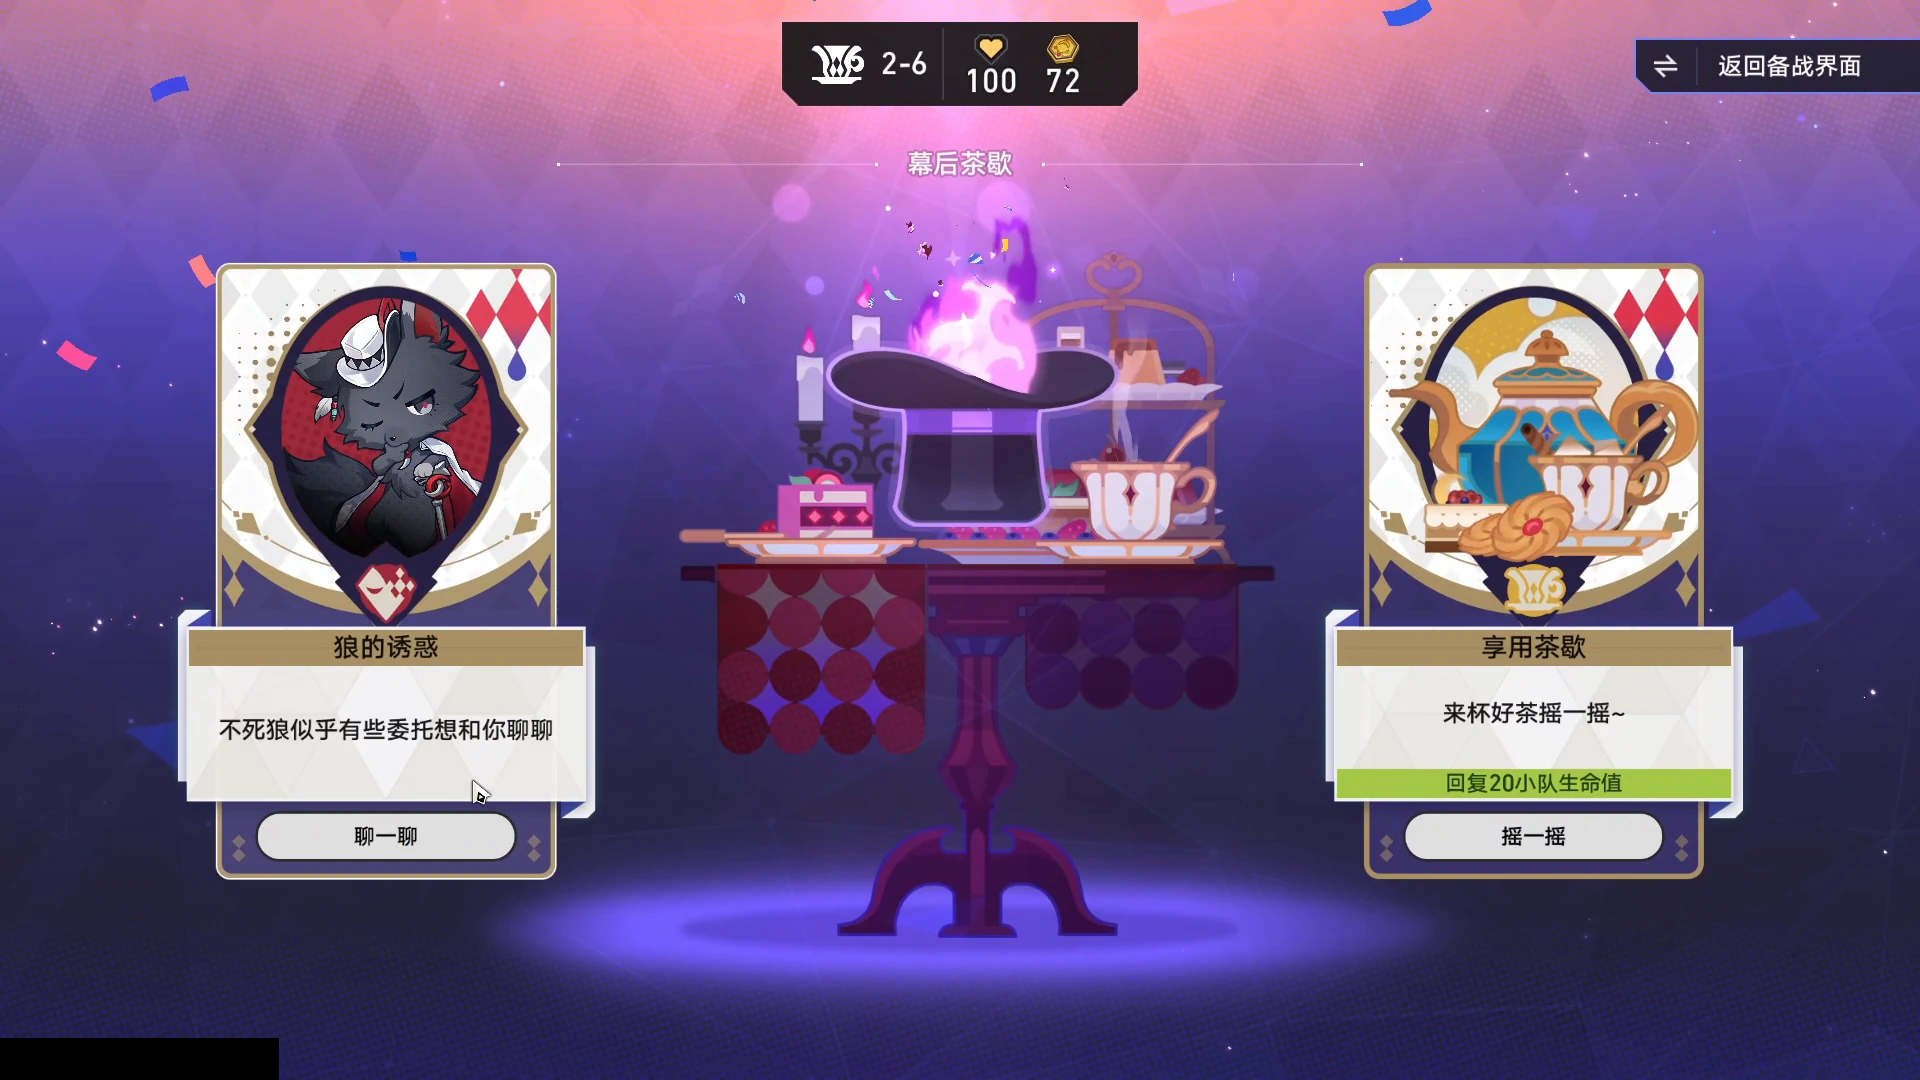 2-6
100
72
返回备战界面
幕后茶歇
狼的诱惑
不死狼似乎有些委托想和你聊聊
聊一聊
享用茶歇
来杯好茶摇一摇~
回复20小队生命值
摇一摇